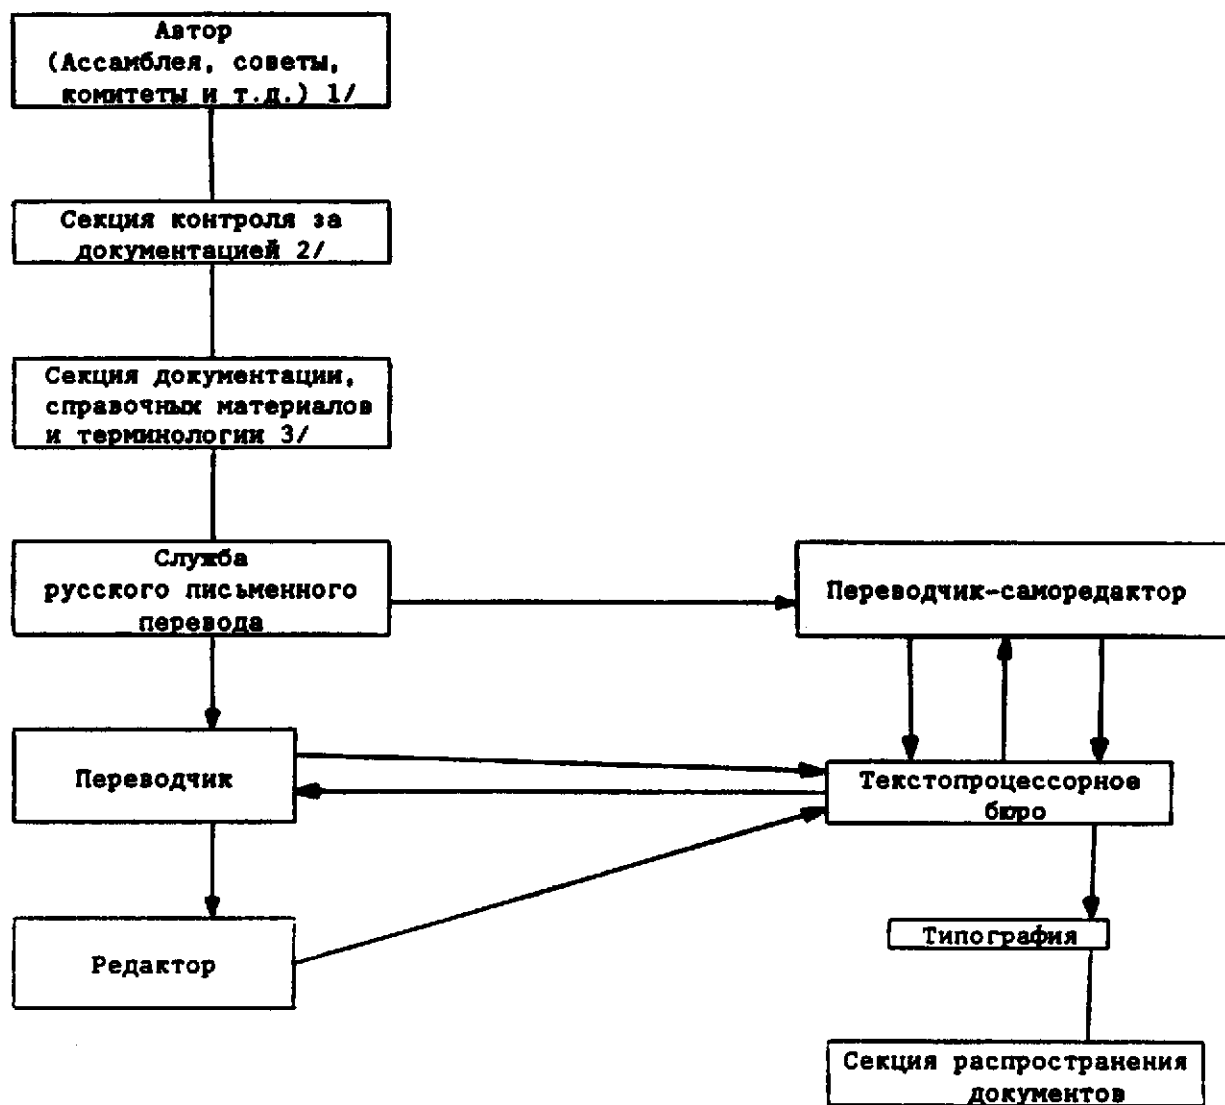 Автор
(Ассамблея, советы,
комитеты и т.д.) 1/
Секция контроля за
документацией 2/
Секция документации,
справочных материалов
и терминологии 3/
Служба
русского письменного
перевода
Переводчик-саморедактор
Переводчик
Текстопроцессорное
бюро
Редактор
Типография
Секция распространения
документов